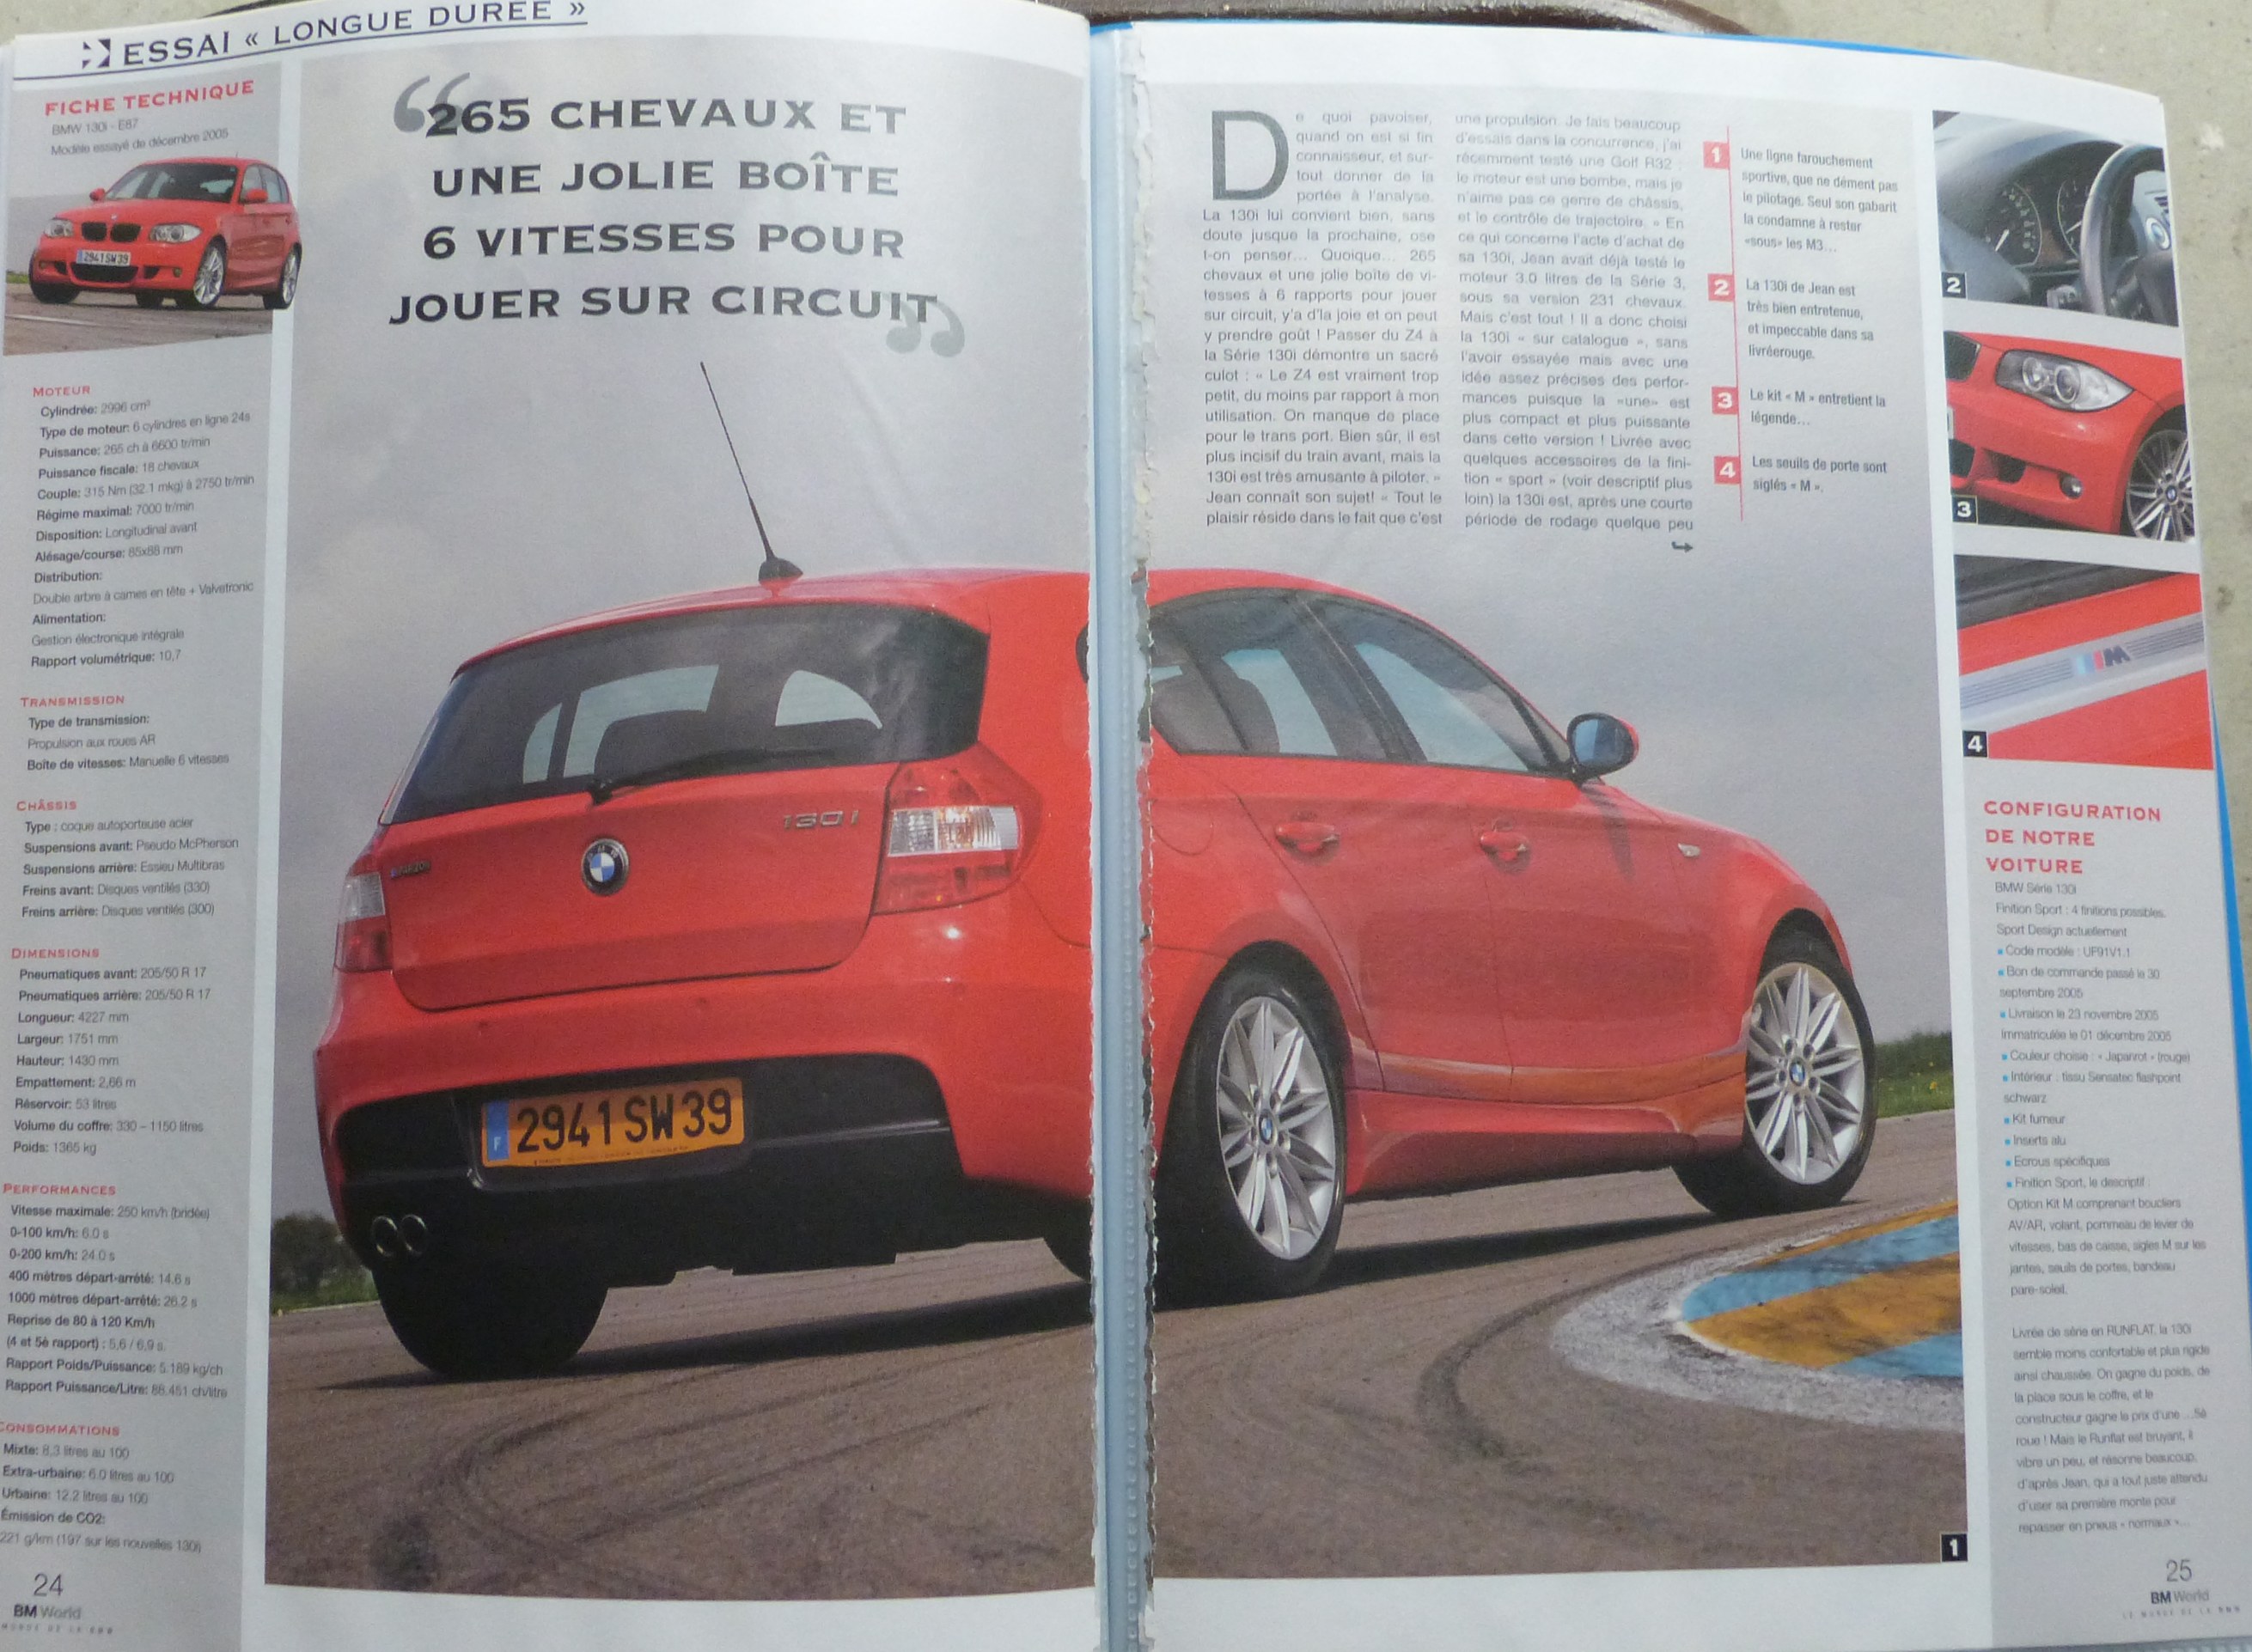 ESSAI « LONGUE DURÉE »
FICHE TECHNIQUE
BMW 130i - E87
Modèle essayé de décembre 2005
2941 SW 39
MOTEUR
Cylindrée: 2996 cm³
Type de moteur: 6 cylindres en ligne 24s
Puissance: 265 ch à 6600 tr/min
Puissance fiscale: 18 chevaux
Couple: 315 Nm (32.1 mkg) à 2750 tr/min
Régime maximal: 7000 tr/min
Disposition: Longitudinal avant
Alésage/course: 85x88 mm
Distribution:
Double arbre à cames en tête + Valvetronic
Alimentation:
Gestion électronique intégrale
Rapport volumétrique: 10,7
TRANSMISSION
Type de transmission:
Propulsion aux roues AR
Boîte de vitesses: Manuelle 6 vitesses
CHÂSSIS
Type : coque autoporteuse acier
Suspensions avant: Pseudo McPherson
Suspensions arrière: Essieu Multibras
Freins avant: Disques ventilés (330)
Freins arrière: Disques ventilés (300)
DIMENSIONS
Pneumatiques avant: 205/50 R 17
Pneumatiques arrière: 205/50 R 17
Longueur: 4227 mm
Largeur: 1751 mm
Hauteur: 1430 mm
Empattement: 2,66 m
Réservoir: 53 litres
Volume du coffre: 330 – 1150 litres
Poids: 1365 kg
PERFORMANCES
Vitesse maximale: 250 km/h (bridée)
0-100 km/h: 6.0 s
0-200 km/h: 24.0 s
400 mètres départ-arrêté: 14.6 s
1000 mètres départ-arrêté: 26.2 s
Reprise de 80 à 120 Km/h
(4 et 5è rapport) : 5,6 / 6,9 s.
Rapport Poids/Puissance: 5.189 kg/ch
Rapport Puissance/Litre: 88.451 ch/litre
CONSOMMATIONS
Mixte: 8,3 litres au 100
Extra-urbaine: 6.0 litres au 100
Urbaine: 12.2 litres au 100
Émission de CO2:
221 g/km (197 sur les nouvelles 130i)
24
BM World
MONDE DE LA BMW
“265 CHEVAUX ET
UNE JOLIE BOÎTE
6 VITESSES POUR
JOUER SUR CIRCUIT”
130i
2941 SW 39
F
De quoi pavoiser,
quand on est si fin
connaisseur, et sur-
tout donner de la
portée à l'analyse.
La 130i lui convient bien, sans
doute jusque la prochaine, ose
t-on penser... Quoique... 265
chevaux et une jolie boîte de vi-
tesses à 6 rapports pour jouer
sur circuit, y'a d'la joie et on peut
y prendre goût ! Passer du Z4 à
la Série 130i démontre un sacré
culot : « Le Z4 est vraiment trop
petit, du moins par rapport à mon
utilisation. On manque de place
pour le trans port. Bien sûr, il est
plus incisif du train avant, mais la
130i est très amusante à piloter. »
Jean connaît son sujet! « Tout le
plaisir réside dans le fait que c'est
une propulsion. Je fais beaucoup
d'essais dans la concurrence, j'ai
récemment testé une Golf R32 :
le moteur est une bombe, mais je
n'aime pas ce genre de châssis,
et le contrôle de trajectoire. » En
ce qui concerne l'acte d'achat de
sa 130i, Jean avait déjà testé le
moteur 3.0 litres de la Série 3,
sous sa version 231 chevaux.
Mais c'est tout ! Il a donc choisi
la 130i « sur catalogue », sans
l'avoir essayée mais avec une
idée assez précises des perfor-
mances puisque la «une» est
plus compact et plus puissante
dans cette version ! Livrée avec
quelques accessoires de la fini-
tion « sport » (voir descriptif plus
loin) la 130i est, après une courte
période de rodage quelque peu
1 Une ligne farouchement
sportive, que ne dément pas
le pilotage. Seul son gabarit
la condamne à rester
«sous» les M3...
2 La 130i de Jean est
très bien entretenue,
et impeccable dans sa
livréerouge.
3 Le kit « M » entretient la
légende...
4 Les seuils de porte sont
siglés « M ».
2
3
M
4
CONFIGURATION
DE NOTRE
VOITURE
BMW Série 130i
Finition Sport : 4 finitions possibles.
Sport Design actuellement
Code modèle : UF91V1.1
Bon de commande passé le 30
septembre 2005
Livraison le 23 novembre 2005
Immatriculée le 01 décembre 2005
Couleur choisie : « Japanrot » (rouge)
Intérieur : tissu Sensatec flashpoint
schwarz
Kit fumeur
Inserts alu
Ecrous spécifiques
Finition Sport, le descriptif :
Option Kit M comprenant boucliers
AV/AR, volant, pommeau de levier de
vitesses, bas de caisse, sigles M sur les
jantes, seuils de portes, bandeau
pare-soleil.
Livrée de série en RUNFLAT, la 130i
semble moins confortable et plus rigide
ainsi chaussée. On gagne du poids, de
la place sous le coffre, et le
constructeur gagne le prix d'une ...5è
roue ! Mais le Runflat est bruyant, il
vibre un peu, et résonne beaucoup,
d'après Jean, qui a tout juste attendu
d'user sa première monte pour
repasser en pneus « normaux »...
1
25
BM World
LE MONDE DE LA BMW